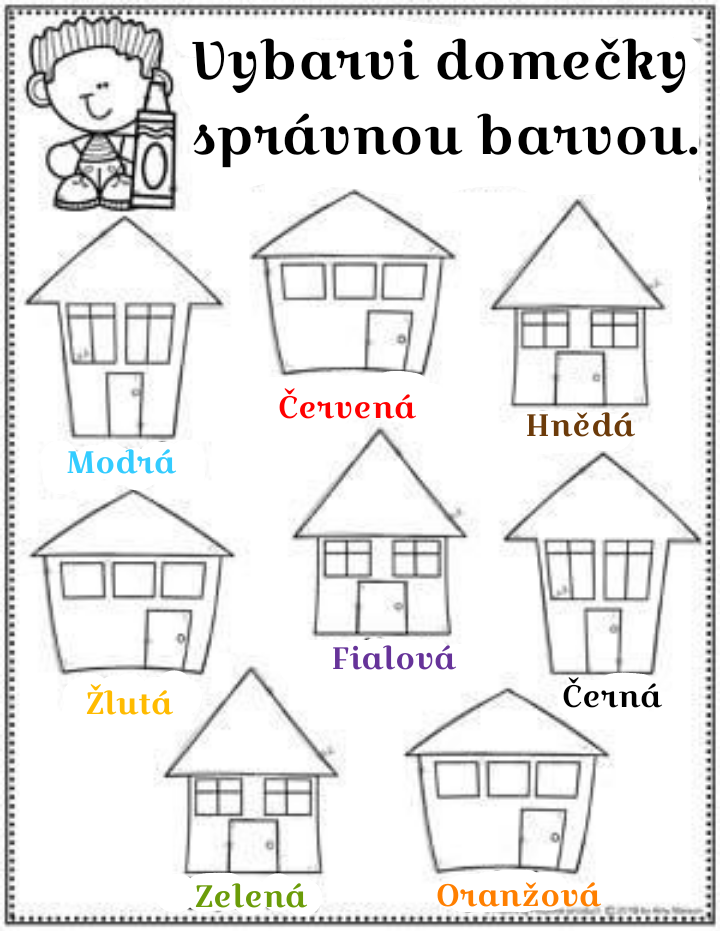 Vybarvi domečky
správnou barvou.
Červená
Hnědá
Modrá
Fialová
Černá
Žlutá
Zelená
Oranžová